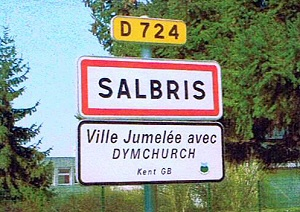 D 724
SALBRIS
Ville Jumelée avec
DYMCHURCH
Kent GB